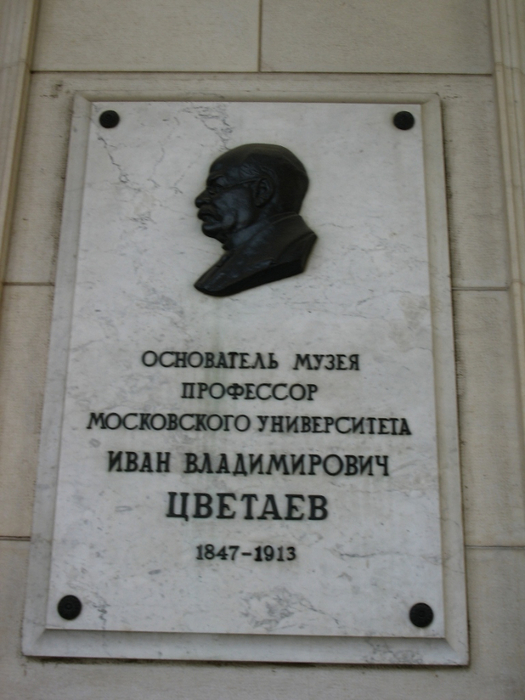 ОСНОВАТЕЛЬ МУЗЕЯ
ПРОФЕССОР
МОСКОВСКОГО УНИВЕРСИТЕТА
ИВАН ВЛАДИМИРОВИЧ
ЦВЕТАЕВ
1847-1913